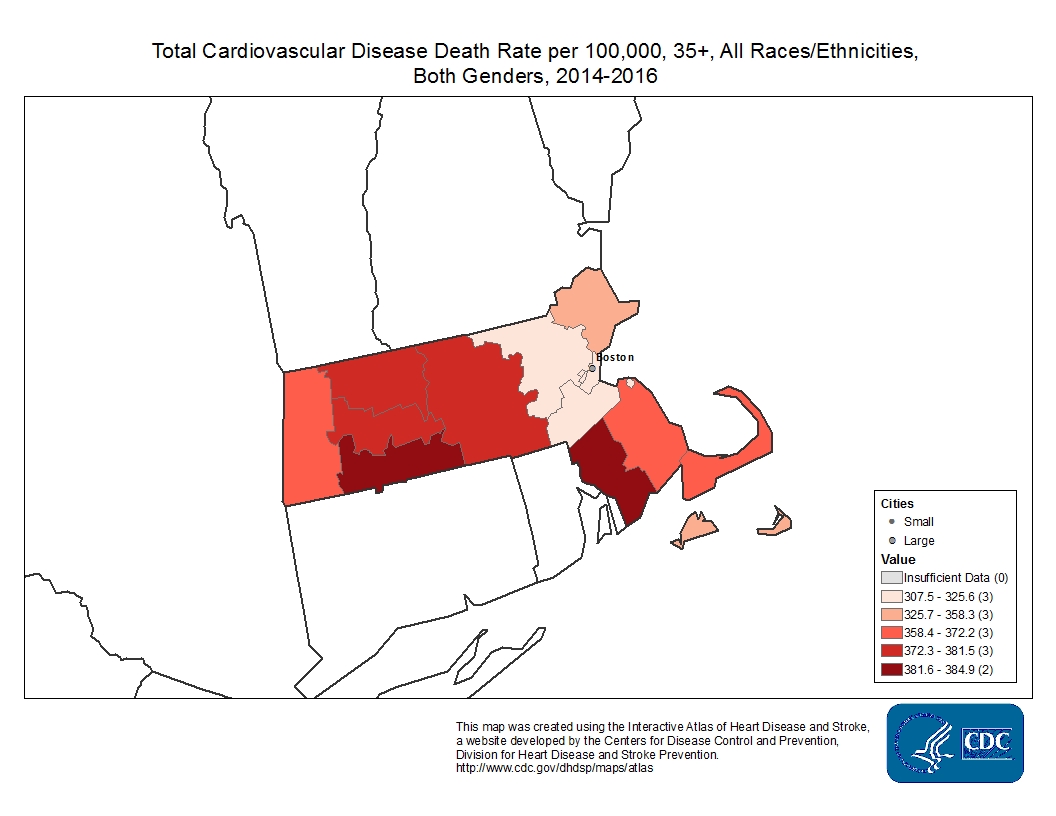 Total Cardiovascular Disease Death Rate per 100,000, 35+, All Races/Ethnicities,
Both Genders, 2014-2016
Boston
Cities
Small
Large
Value
Insufficient Data (0)
307.5 - 325.6 (3)
325.7 - 358.3 (3)
358.4 - 372.2 (3)
372.3 - 381.5 (3)
381.6 - 384.9 (2)
This map was created using the Interactive Atlas of Heart Disease and Stroke,
a website developed by the Centers for Disease Control and Prevention,
Division for Heart Disease and Stroke Prevention.
http://www.cdc.gov/dhdsp/maps/atlas
CDC